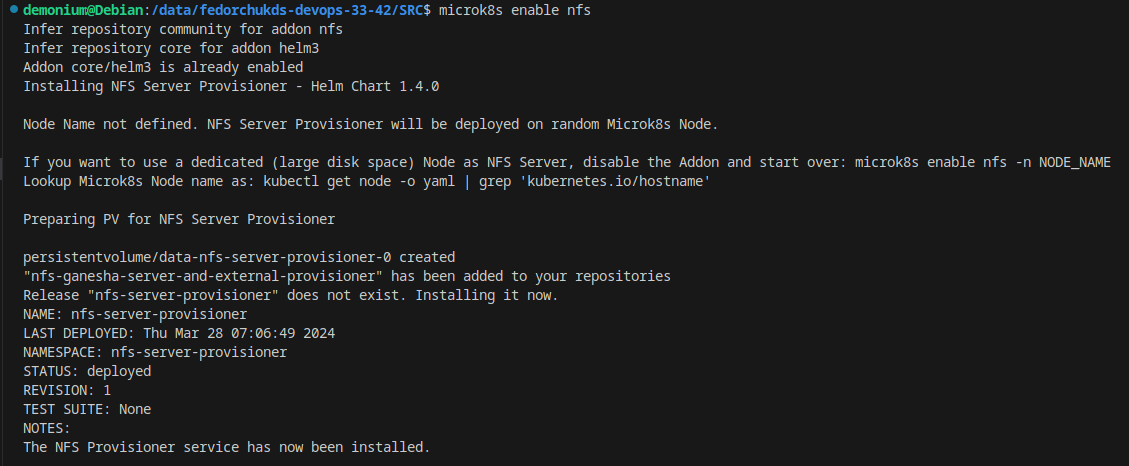 demonium@Debian:/data/fedorchukds-devops-33-42/SRC$ microk8s enable nfs
Infer repository community for addon nfs
Infer repository core for addon helm3
Addon core/helm3 is already enabled
Installing NFS Server Provisioner - Helm Chart 1.4.0
Node Name not defined. NFS Server Provisioner will be deployed on random Microk8s Node.
If you want to use a dedicated (large disk space) Node as NFS Server, disable the Addon and start over: microk8s enable nfs -n NODE_NAME
Lookup Microk8s Node name as: kubectl get node -o yaml | grep 'kubernetes.io/hostname'
Preparing PV for NFS Server Provisioner
persistentvolume/data-nfs-server-provisioner-0 created
"nfs-ganesha-server-and-external-provisioner" has been added to your repositories
Release "nfs-server-provisioner" does not exist. Installing it now.
NAME: nfs-server-provisioner
LAST DEPLOYED: Thu Mar 28 07:06:49 2024
NAMESPACE: nfs-server-provisioner
STATUS: deployed
REVISION: 1
TEST SUITE: None
NOTES:
The NFS Provisioner service has now been installed.